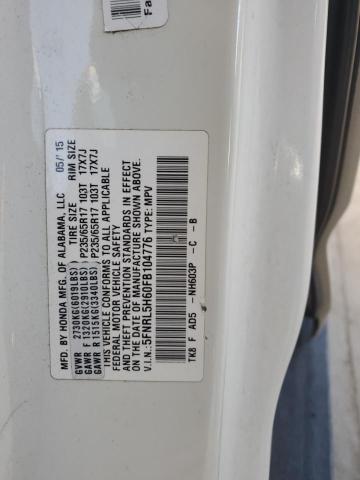 MFD. BY HONDA MFG. OF ALABAMA, LLC 05/'15
TIRE SIZE RIM SIZE
GVWR 2730KG(6019LBS)
GAWR F 1320KG(2910LBS) P235/65R17 103T 17X7J
GAWR R 1515KG(3340LBS) P235/65R17 103T 17X7J
THIS VEHICLE CONFORMS TO ALL APPLICABLE
FEDERAL MOTOR VEHICLE SAFETY
AND THEFT PREVENTION STANDARDS IN EFFECT
ON THE DATE OF MANUFACTURE SHOWN ABOVE.
V.I.N.: 5FNRL5H60FB104776 TYPE: MPV
TK8 F AD5 -NH603P -C -B
Fa